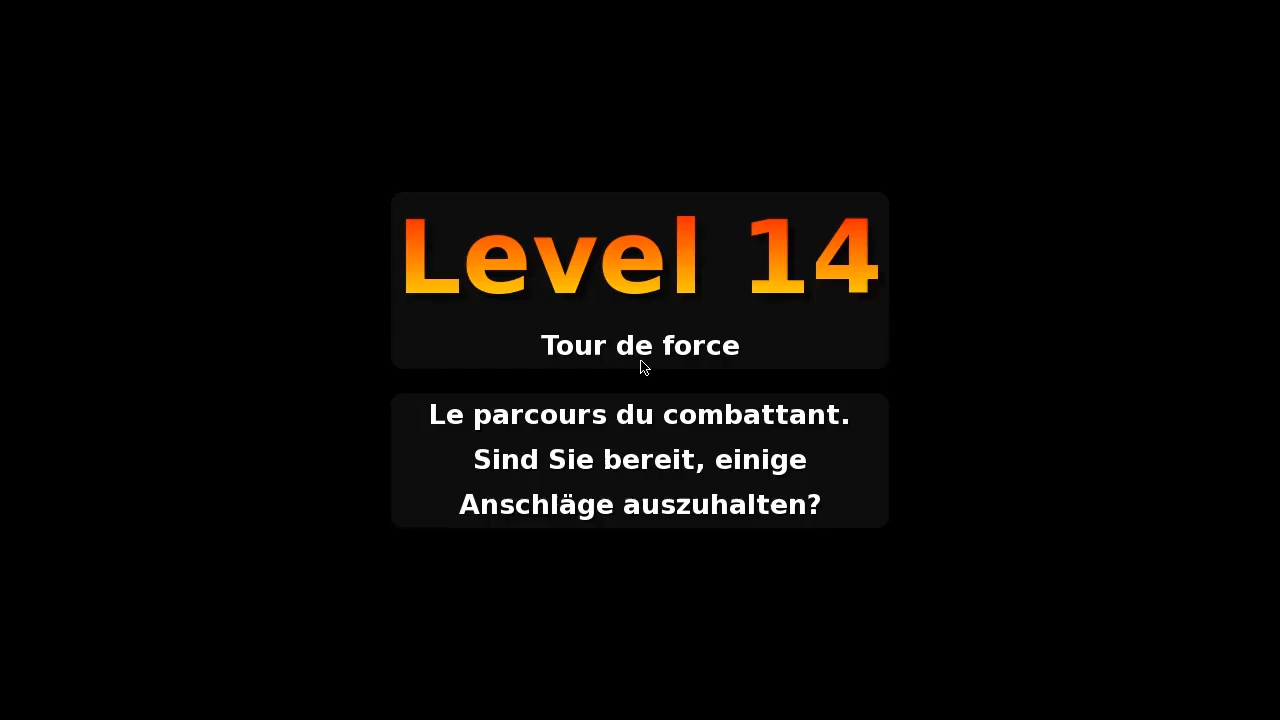 Level 14
Tour de force
Le parcours du combattant.
Sind Sie bereit, einige
Anschläge auszuhalten?